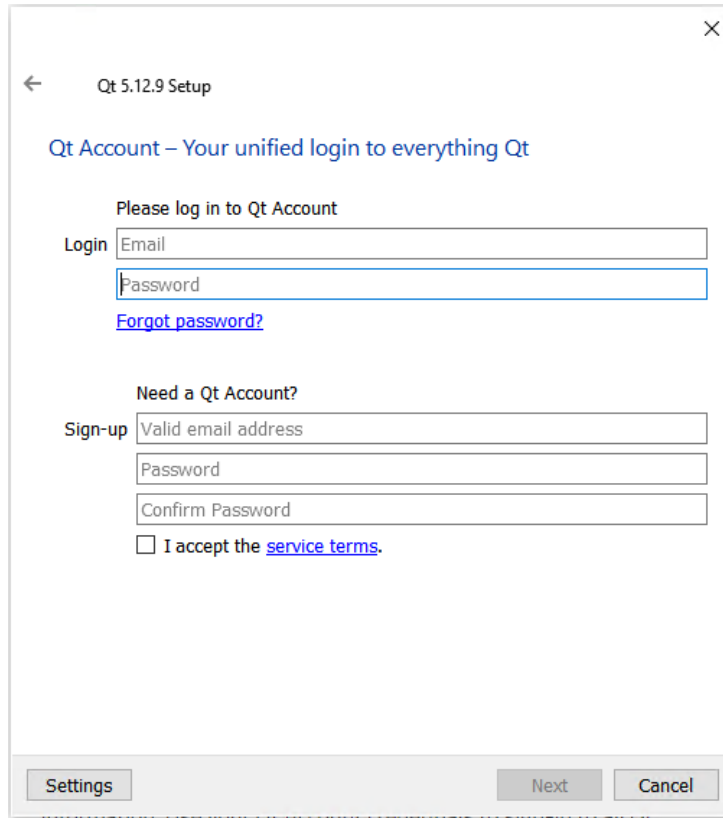 Qt 5.12.9 Setup
Qt Account – Your unified login to everything Qt
Please log in to Qt Account
Login Email
Password
Forgot password?
Need a Qt Account?
Sign-up Valid email address
Password
Confirm Password
I accept the service terms.
Settings Next Cancel